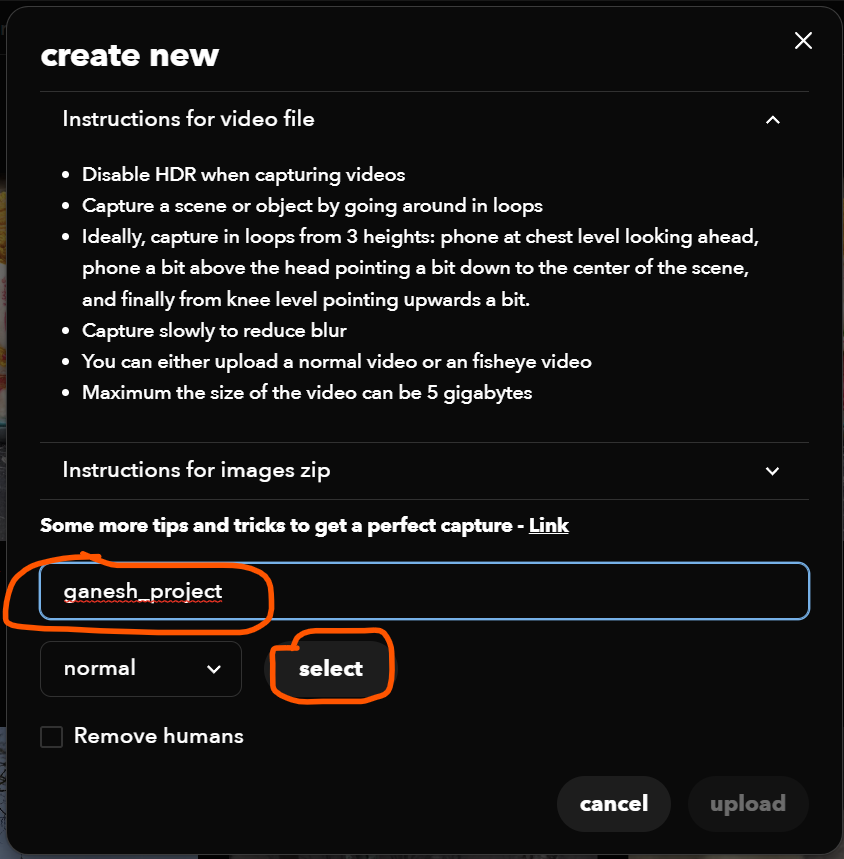 create new
Instructions for video file
• Disable HDR when capturing videos
• Capture a scene or object by going around in loops
• Ideally, capture in loops from 3 heights: phone at chest level looking ahead,
phone a bit above the head pointing a bit down to the center of the scene,
and finally from knee level pointing upwards a bit.
• Capture slowly to reduce blur
• You can either upload a normal video or an fisheye video
• Maximum the size of the video can be 5 gigabytes
Instructions for images zip
Some more tips and tricks to get a perfect capture - Link
ganesh_project
normal
select
Remove humans
cancel
upload